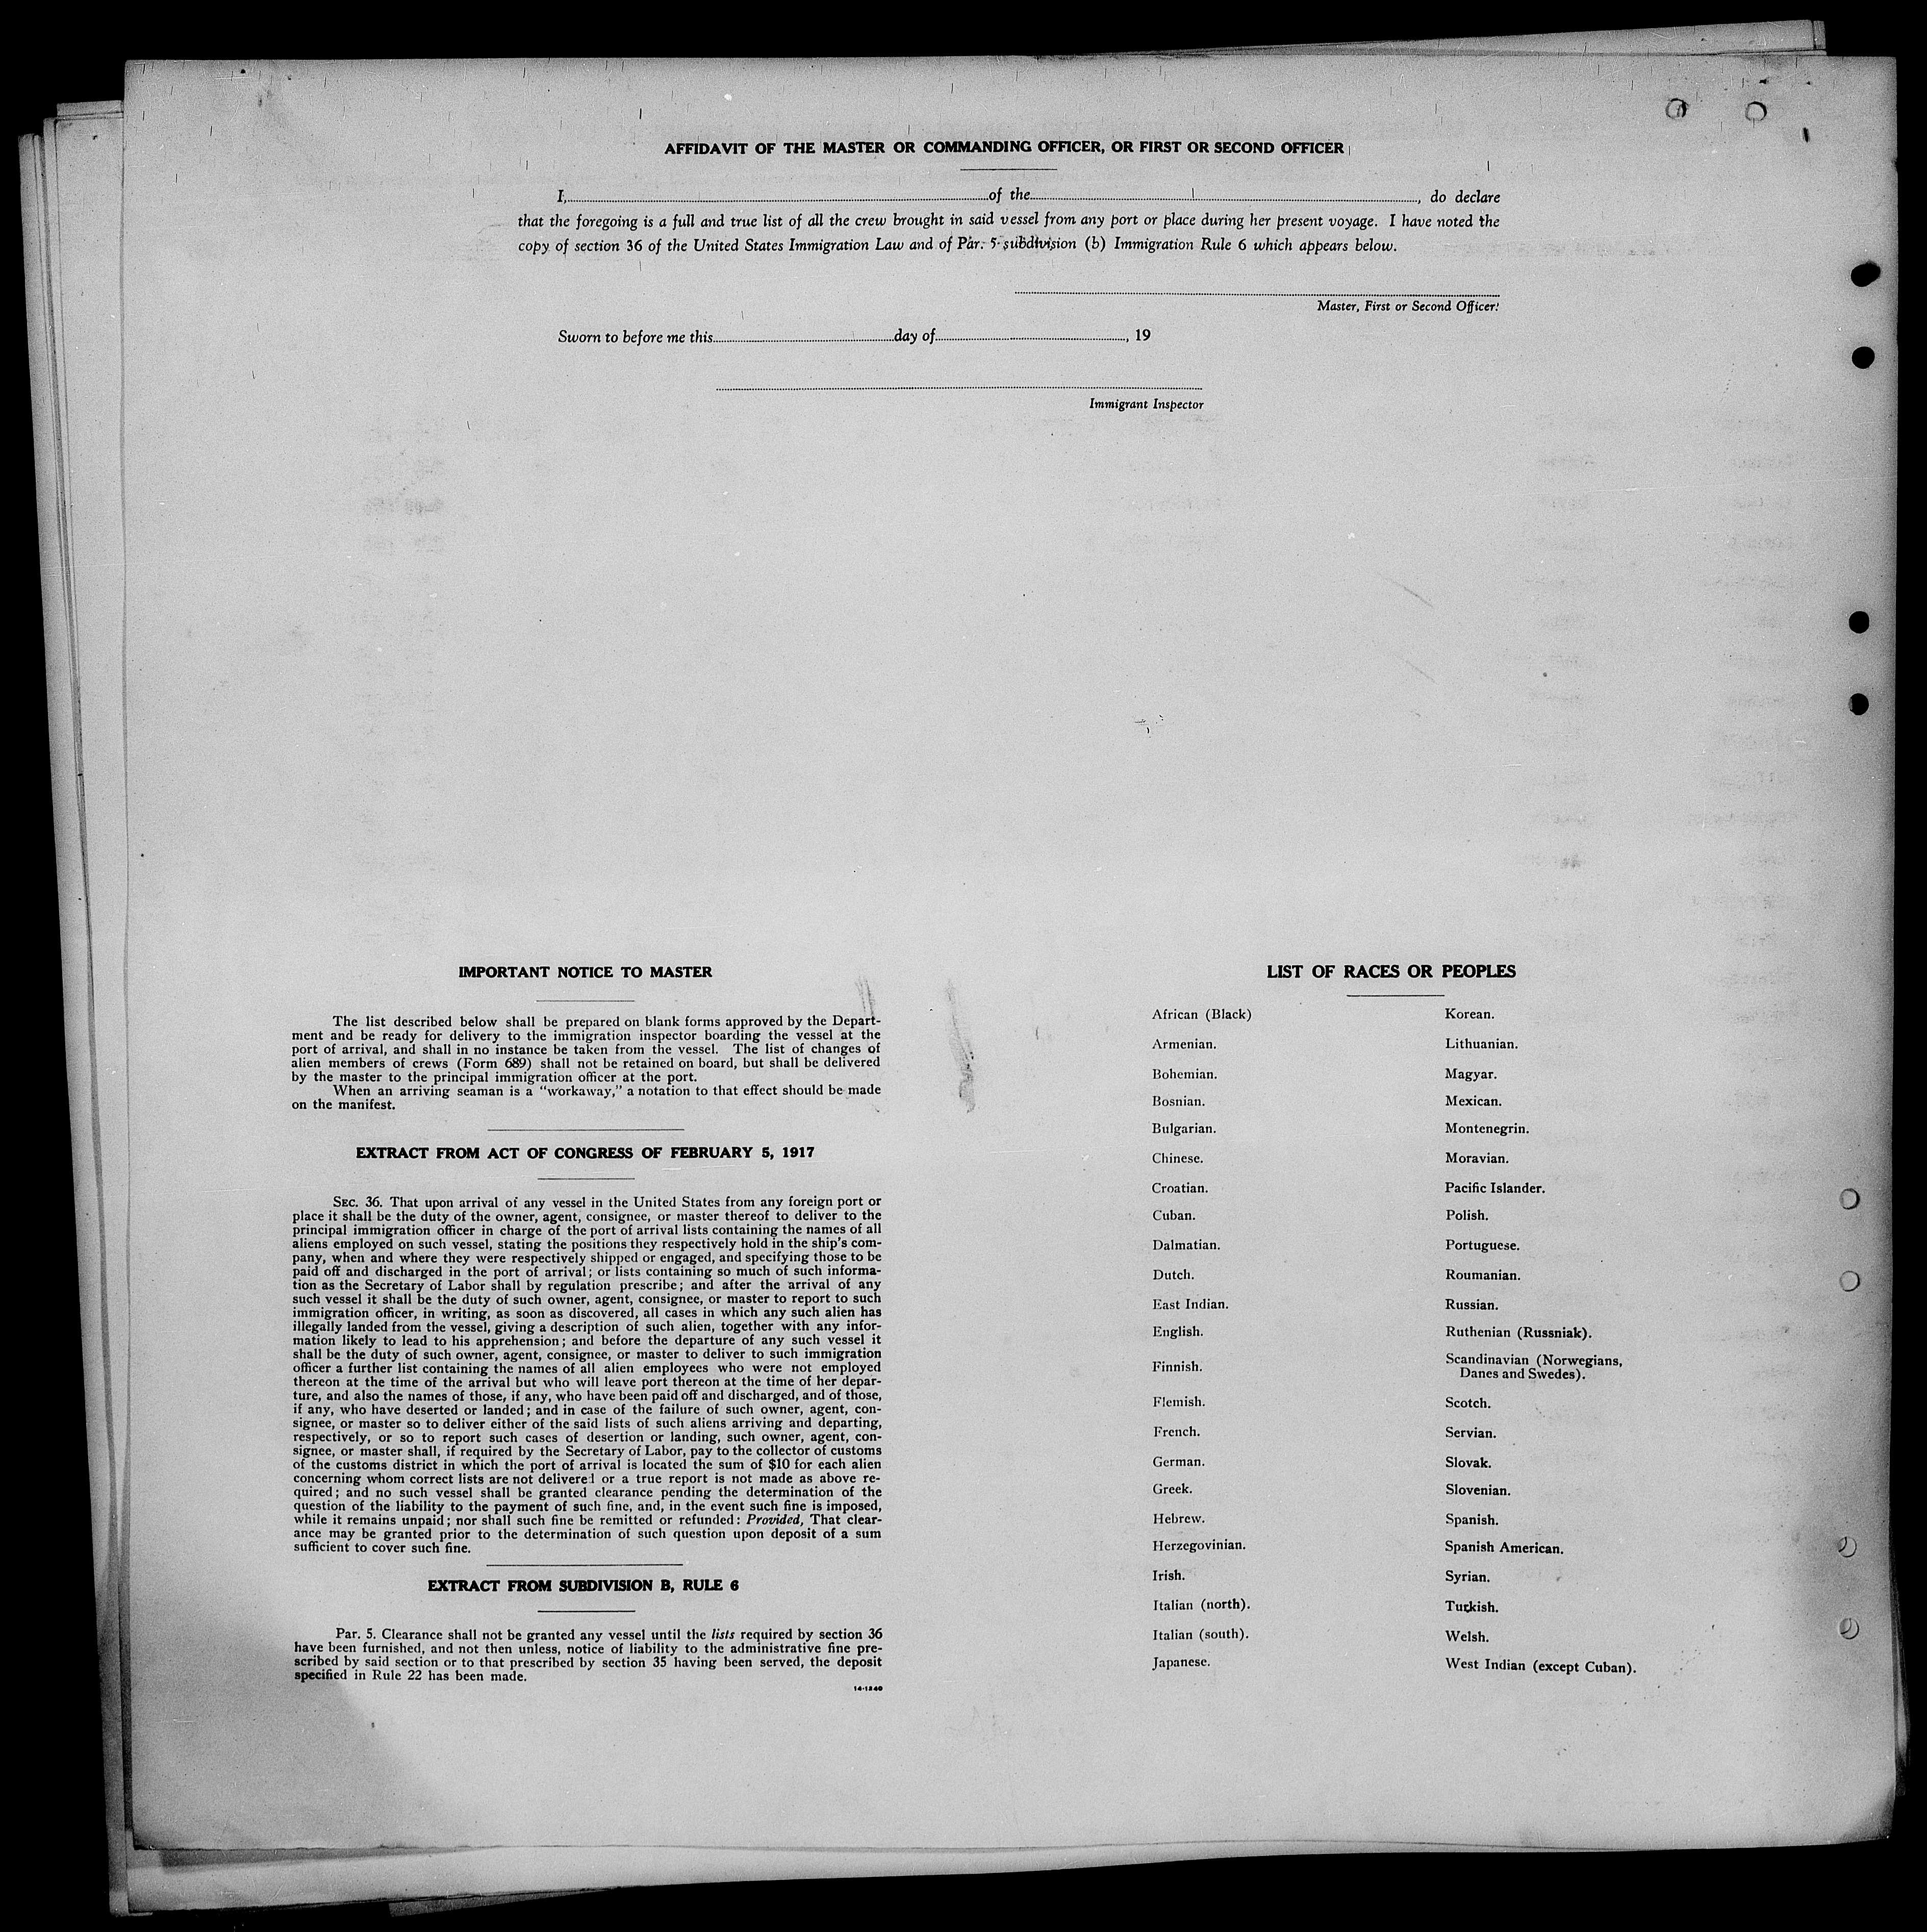 AFFIDAVIT OF THE MASTER OR COMMANDING OFFICER, OR FIRST OR SECOND OFFICER
I, of the , do declare
that the foregoing is a full and true list of all the crew brought in said vessel from any port or place during her present voyage. I have noted the
copy of section 36 of the United States Immigration Law and of Par. 5 subdivision (b) Immigration Rule 6 which appears below.
Master, First or Second Officer.
Sworn to before me this day of , 19
Immigrant Inspector
IMPORTANT NOTICE TO MASTER
The list described below shall be prepared on blank forms approved by the Depart-
ment and be ready for delivery to the immigration inspector boarding the vessel at the
port of arrival, and shall in no instance be taken from the vessel. The list of changes of
alien members of crews (Form 689) shall not be retained on board, but shall be delivered
by the master to the principal immigration officer at the port.
When an arriving seaman is a "workaway," a notation to that effect should be made
on the manifest.
EXTRACT FROM ACT OF CONGRESS OF FEBRUARY 5, 1917
SEC. 36. That upon arrival of any vessel in the United States from any foreign port or
place it shall be the duty of the owner, agent, consignee, or master thereof to deliver to the
principal immigration officer in charge of the port of arrival lists containing the names of all
aliens employed on such vessel, stating the positions they respectively hold in the ship's com-
pany, when and where they were respectively shipped or engaged, and specifying those to be
paid off and discharged in the port of arrival; or lists containing so much of such informa-
tion as the Secretary of Labor shall by regulation prescribe; and after the arrival of any
such vessel it shall be the duty of such owner, agent, consignee, or master to report to such
immigration officer, in writing, as soon as discovered, all cases in which any such alien has
illegally landed from the vessel, giving a description of such alien, together with any infor-
mation likely to lead to his apprehension; and before the departure of any such vessel it
shall be the duty of such owner, agent, consignee, or master to deliver to such immigration
officer a further list containing the names of all alien employees who were not employed
thereon at the time of the arrival but who will leave port thereon at the time of her depar-
ture, and also the names of those, if any, who have been paid off and discharged, and of those,
if any, who have deserted or landed; and in case of the failure of such owner, agent, con-
signee, or master so to deliver either of the said lists of such aliens arriving and departing,
respectively, or so to report such cases of desertion or landing, such owner, agent, con-
signee, or master shall, if required by the Secretary of Labor, pay to the collector of customs
of the customs district in which the port of arrival is located the sum of $10 for each alien
concerning whom correct lists are not delivered or a true report is not made as above re-
quired; and no such vessel shall be granted clearance pending the determination of the
question of the liability to the payment of such fine, and, in the event such fine is imposed,
while it remains unpaid; nor shall such fine be remitted or refunded: Provided, That clear-
ance may be granted prior to the determination of such question upon deposit of a sum
sufficient to cover such fine.
EXTRACT FROM SUBDIVISION B, RULE 6
Par. 5. Clearance shall not be granted any vessel until the lists required by section 36
have been furnished, and not then unless, notice of liability to the administrative fine pre-
scribed by said section or to that prescribed by section 35 having been served, the deposit
specified in Rule 22 has been made.
14-1240
LIST OF RACES OR PEOPLES
African (Black)
Armenian.
Bohemian.
Bosnian.
Bulgarian.
Chinese.
Croatian.
Cuban.
Dalmatian.
Dutch.
East Indian.
English.
Finnish.
Flemish.
French.
German.
Greek.
Hebrew.
Herzegovinian.
Irish.
Italian (north).
Italian (south).
Japanese.
Korean.
Lithuanian.
Magyar.
Mexican.
Montenegrin.
Moravian.
Pacific Islander.
Polish.
Portuguese.
Roumanian.
Russian.
Ruthenian (Russniak).
Scandinavian (Norwegians,
Danes and Swedes).
Scotch.
Servian.
Slovak.
Slovenian.
Spanish.
Spanish American.
Syrian.
Turkish.
Welsh.
West Indian (except Cuban).